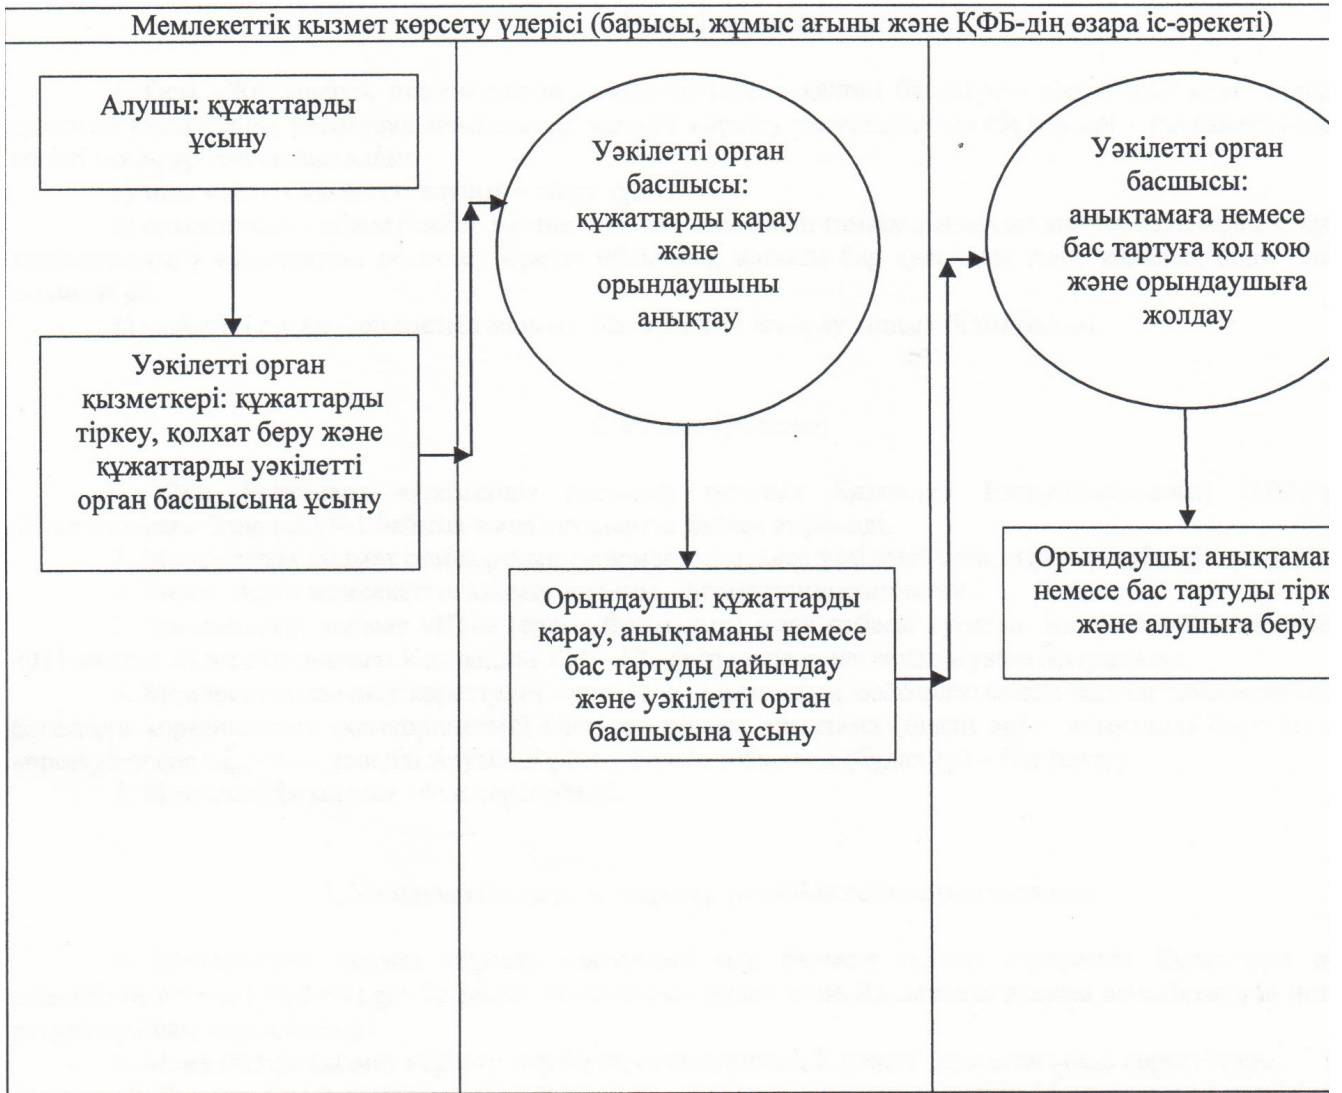 Мемлекеттік қызмет көрсету үдерісі (барысы, жұмыс ағыны және ҚФБ-дің өзара іс-әрекеті)
Алушы: құжаттарды
ұсыну
Уәкілетті орган
қызметкері: құжаттарды
тіркеу, қолхат беру және
құжаттарды уәкілетті
орган басшысына ұсыну
Уәкілетті орган
басшысы:
құжаттарды қарау
және
орындаушыны
анықтау
Орындаушы: құжаттарды
қарау, анықтаманы немесе
бас тартуды дайындау
және уәкілетті орган
басшысына ұсыну
Уәкілетті орган
басшысы:
анықтамаға немесе
бас тартуға қол қою
және орындаушыға
жолдау
Орындаушы:
немесе бас тартуды
және алушыға беру